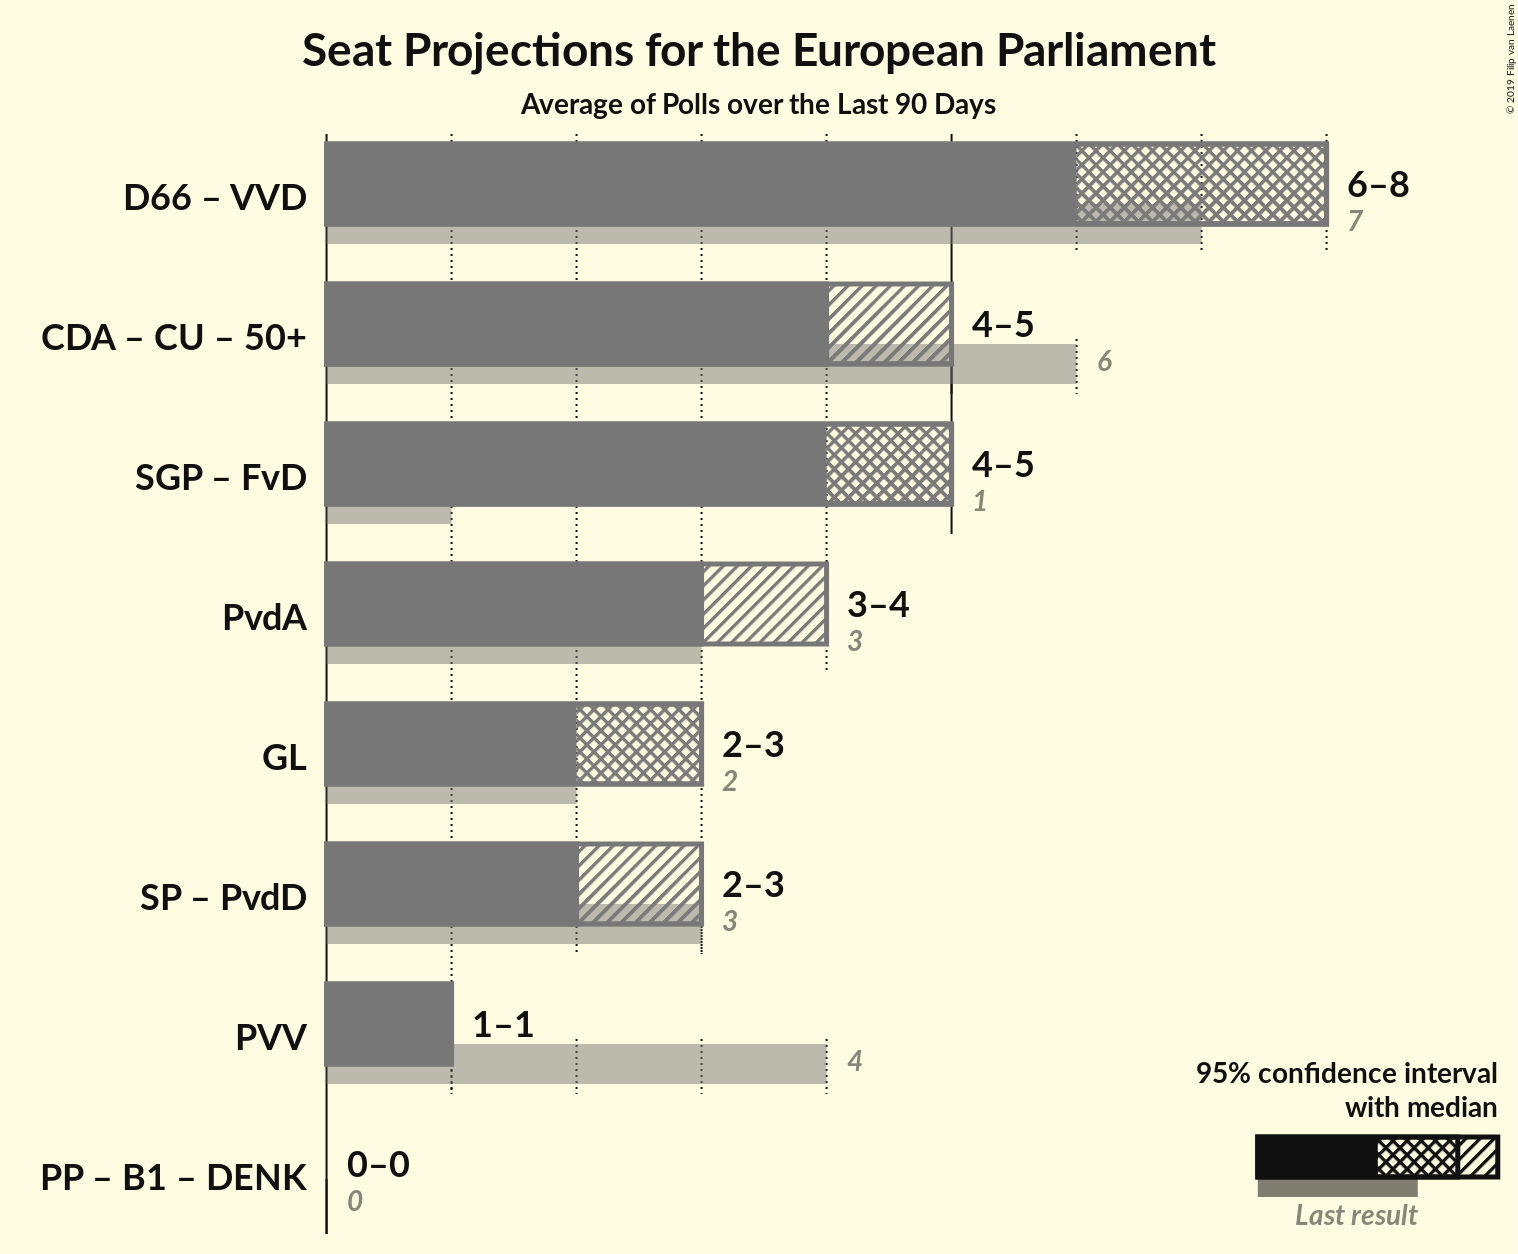 Seat Projections for the European Parliament
Average of Polls over the Last 90 Days
© 2019 Filip van Laenen
D66 – VVD
6–8
7
CDA – CU – 50+
4–5
6
SGP – FvD
4–5
1
PvdA
3–4
3
GL
2–3
2
SP – PvdD
2–3
3
PVV
1–1
4
PP – B1 – DENK
0–0
0
95% confidence interval
with median
Last result